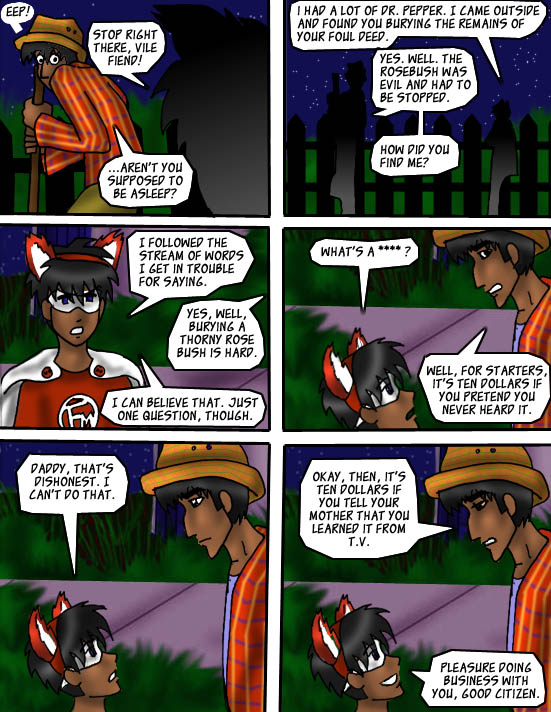 EEP!
STOP RIGHT
THERE, VILE
FIEND!
...AREN'T YOU
SUPPOSED TO
BE ASLEEP?
I HAD A LOT OF DR. PEPPER. I CAME OUTSIDE
AND FOUND YOU BURYING THE REMAINS OF
YOUR FOUL DEED.
YES. WELL. THE
ROSEBUSH WAS
EVIL AND HAD TO
BE STOPPED.
HOW DID YOU
FIND ME?
I FOLLOWED THE
STREAM OF WORDS
I GET IN TROUBLE
FOR SAYING.
YES, WELL,
BURYING A
THORNY ROSE
BUSH IS HARD.
I CAN BELIEVE THAT. JUST
ONE QUESTION, THOUGH.
FM
WHAT'S A **** ?
WELL, FOR STARTERS,
IT'S TEN DOLLARS IF
YOU PRETEND YOU
NEVER HEARD IT.
DADDY, THAT'S
DISHONEST. I
CAN'T DO THAT.
OKAY, THEN, IT'S
TEN DOLLARS IF
YOU TELL YOUR
MOTHER THAT YOU
LEARNED IT FROM
T.V.
PLEASURE DOING
BUSINESS WITH
YOU, GOOD CITIZEN.